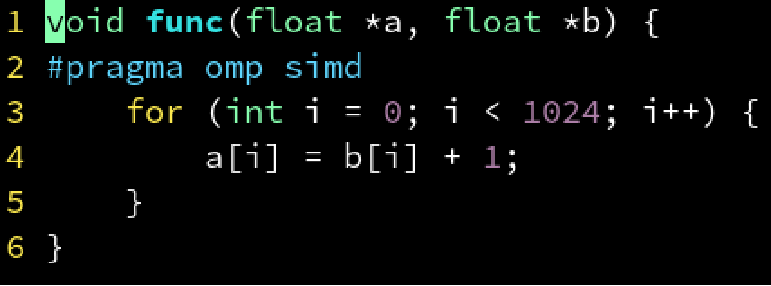 1 void func(float *a, float *b) {
2 #pragma omp simd
3     for (int i = 0; i < 1024; i++) {
4         a[i] = b[i] + 1;
5     }
6 }